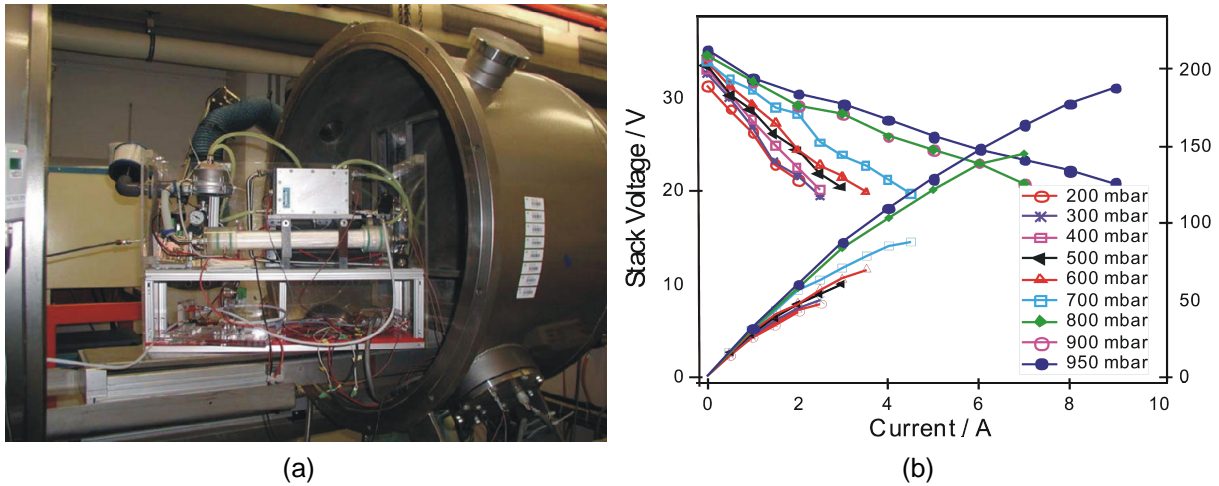 30
20
10
0
Stack Voltage / V
200
150
100
50
0
200 mbar
300 mbar
400 mbar
500 mbar
600 mbar
700 mbar
800 mbar
900 mbar
950 mbar
0 2 4 6 8 10
Current / A
(a) (b)